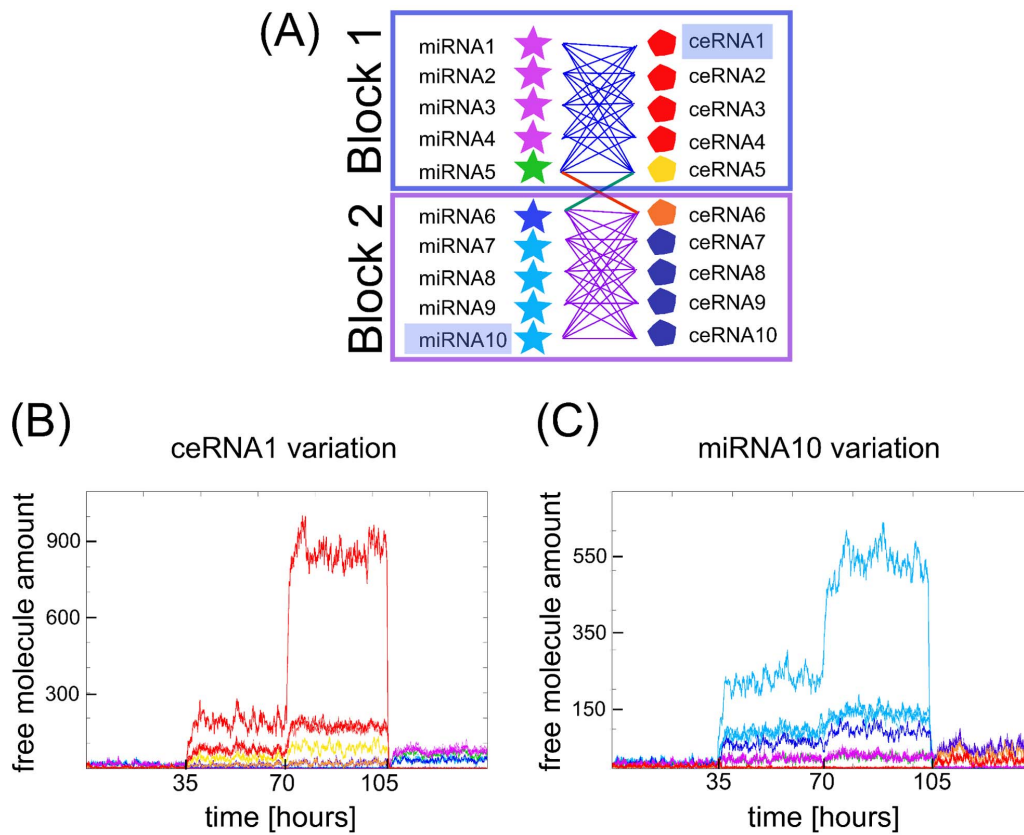 (A)
Block 1
miRNA1 ceRNA1
miRNA2 ceRNA2
miRNA3 ceRNA3
miRNA4 ceRNA4
miRNA5 ceRNA5
Block 2
miRNA6 ceRNA6
miRNA7 ceRNA7
miRNA8 ceRNA8
miRNA9 ceRNA9
miRNA10 ceRNA10
(B)
ceRNA1 variation
free molecule amount
900
600
300
35 70 105
time [hours]
(C)
miRNA10 variation
free molecule amount
550
350
150
35 70 105
time [hours]